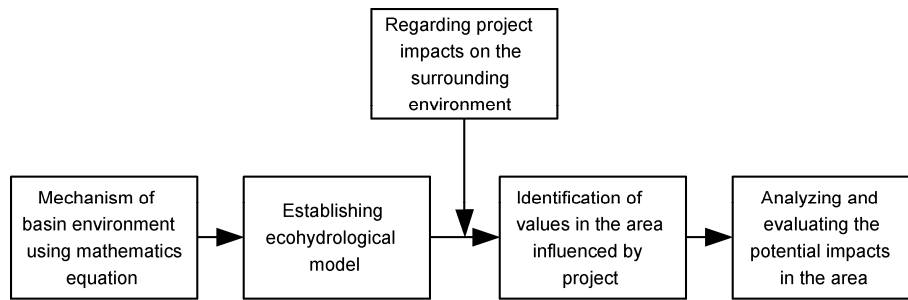 Regarding project
impacts on the
surrounding
environment
Mechanism of
basin environment
using mathematics
equation
Establishing
ecohydrological
model
Identification of
values in the area
influenced by
project
Analyzing and
evaluating the
potential impacts
in the area